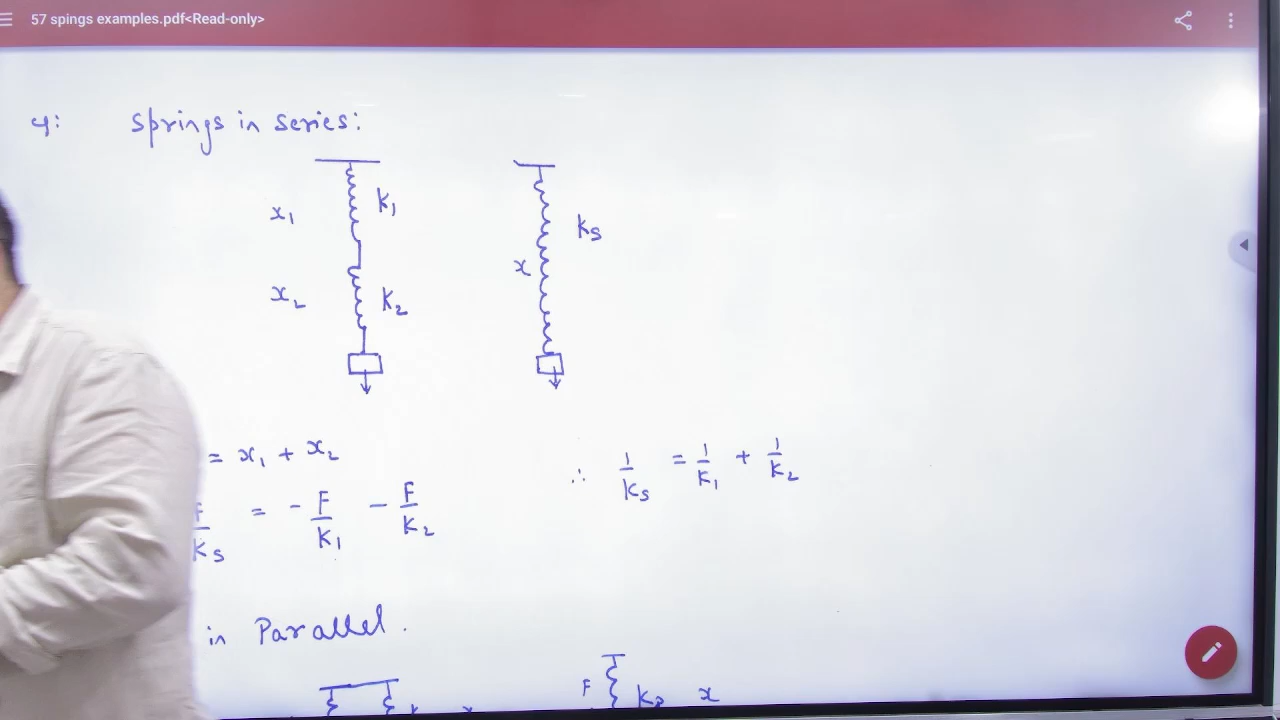 57 spings examples.pdf<Read-only>
4: Springs in series:
x₁ k₁
ks
x
x₂ k₂
= x₁ + x₂
∴ 1/ks = 1/k₁ + 1/k₂
F/ks = - F/k₁ - F/k₂
in Parallel.
F kp x